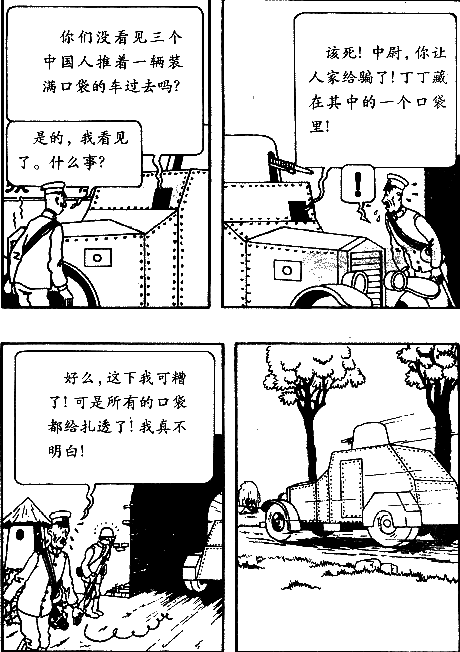 你们没看见三个
中国人推着一辆装
满口袋的车过去吗?
是的,我看见
了。什么事?
该死!中尉,你让
人家给骗了!丁丁藏
在其中的一个口袋
里!
!
好么,这下我可糟
了!可是所有的口袋
都给扎透了!我真不
明白!